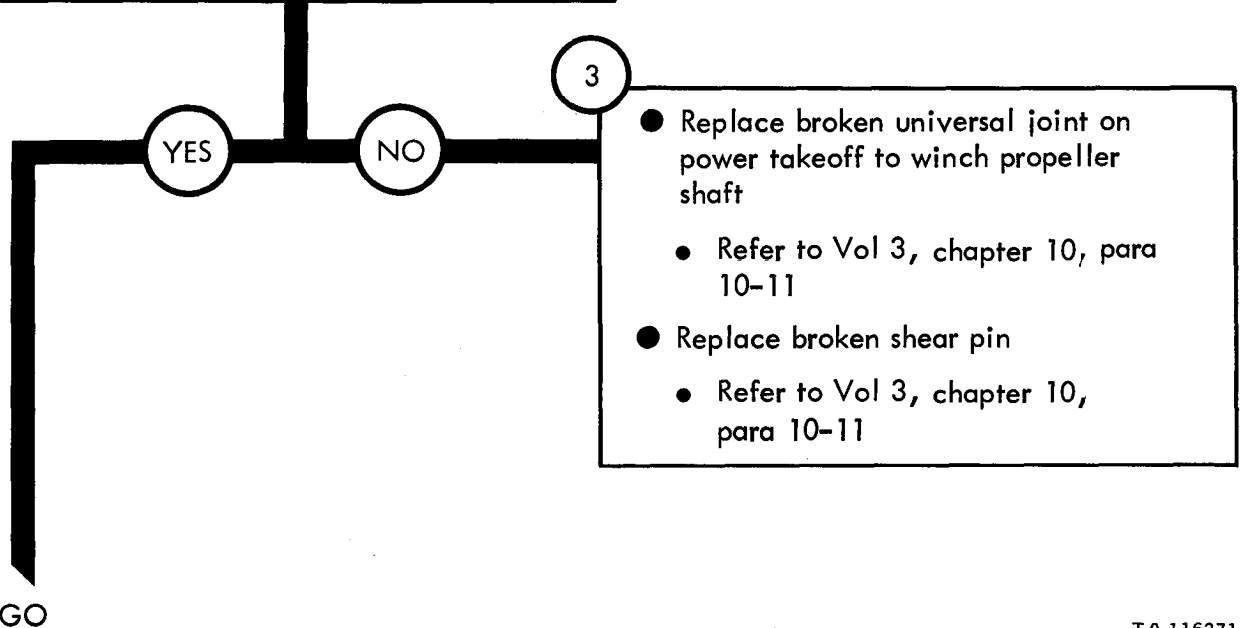 3
YES
NO
● Replace broken universal joint on
power takeoff to winch propeller
shaft
● Refer to Vol 3, chapter 10, para
10-11
● Replace broken shear pin
● Refer to Vol 3, chapter 10,
para 10-11
GO